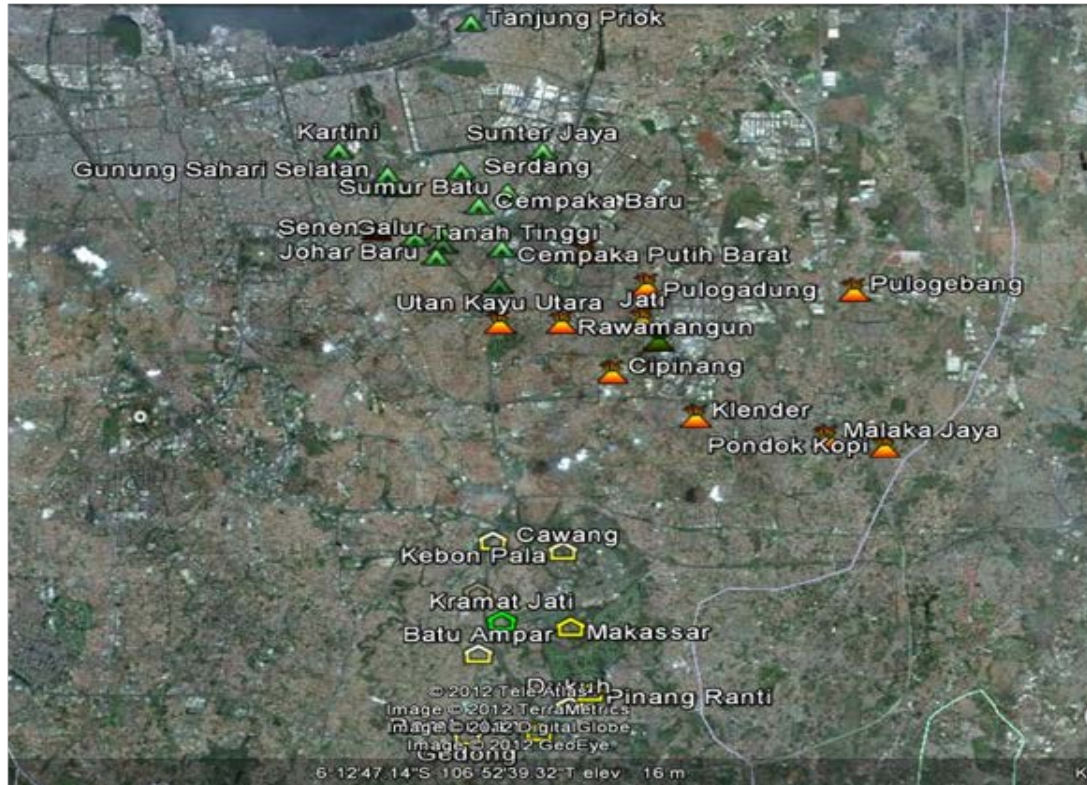 Tanjung Priok
Kartini
Sunter Jaya
Gunung Sahari Selatan
Serdang
Sumur Batu
Cempaka Baru
Senen
Galur
Tanah Tinggi
Johar Baru
Cempaka Putih Barat
Utan Kayu Utara
Jati
Pulogadung
Pulogebang
Rawamangun
Cipinang
Klender
Malaka Jaya
Pondok Kopi
Cawang
Kebon Pala
Kramat Jati
Batu Ampar
Makassar
Dukuh
© 2012 Tele Atlas
Pinang Ranti
Image © 2012 TerraMetrics
Image © 2012 DigitalGlobe
Image © 2012 GeoEye
Gedong
6°12'47.14"S 106°52'39.32"T elev 16 m